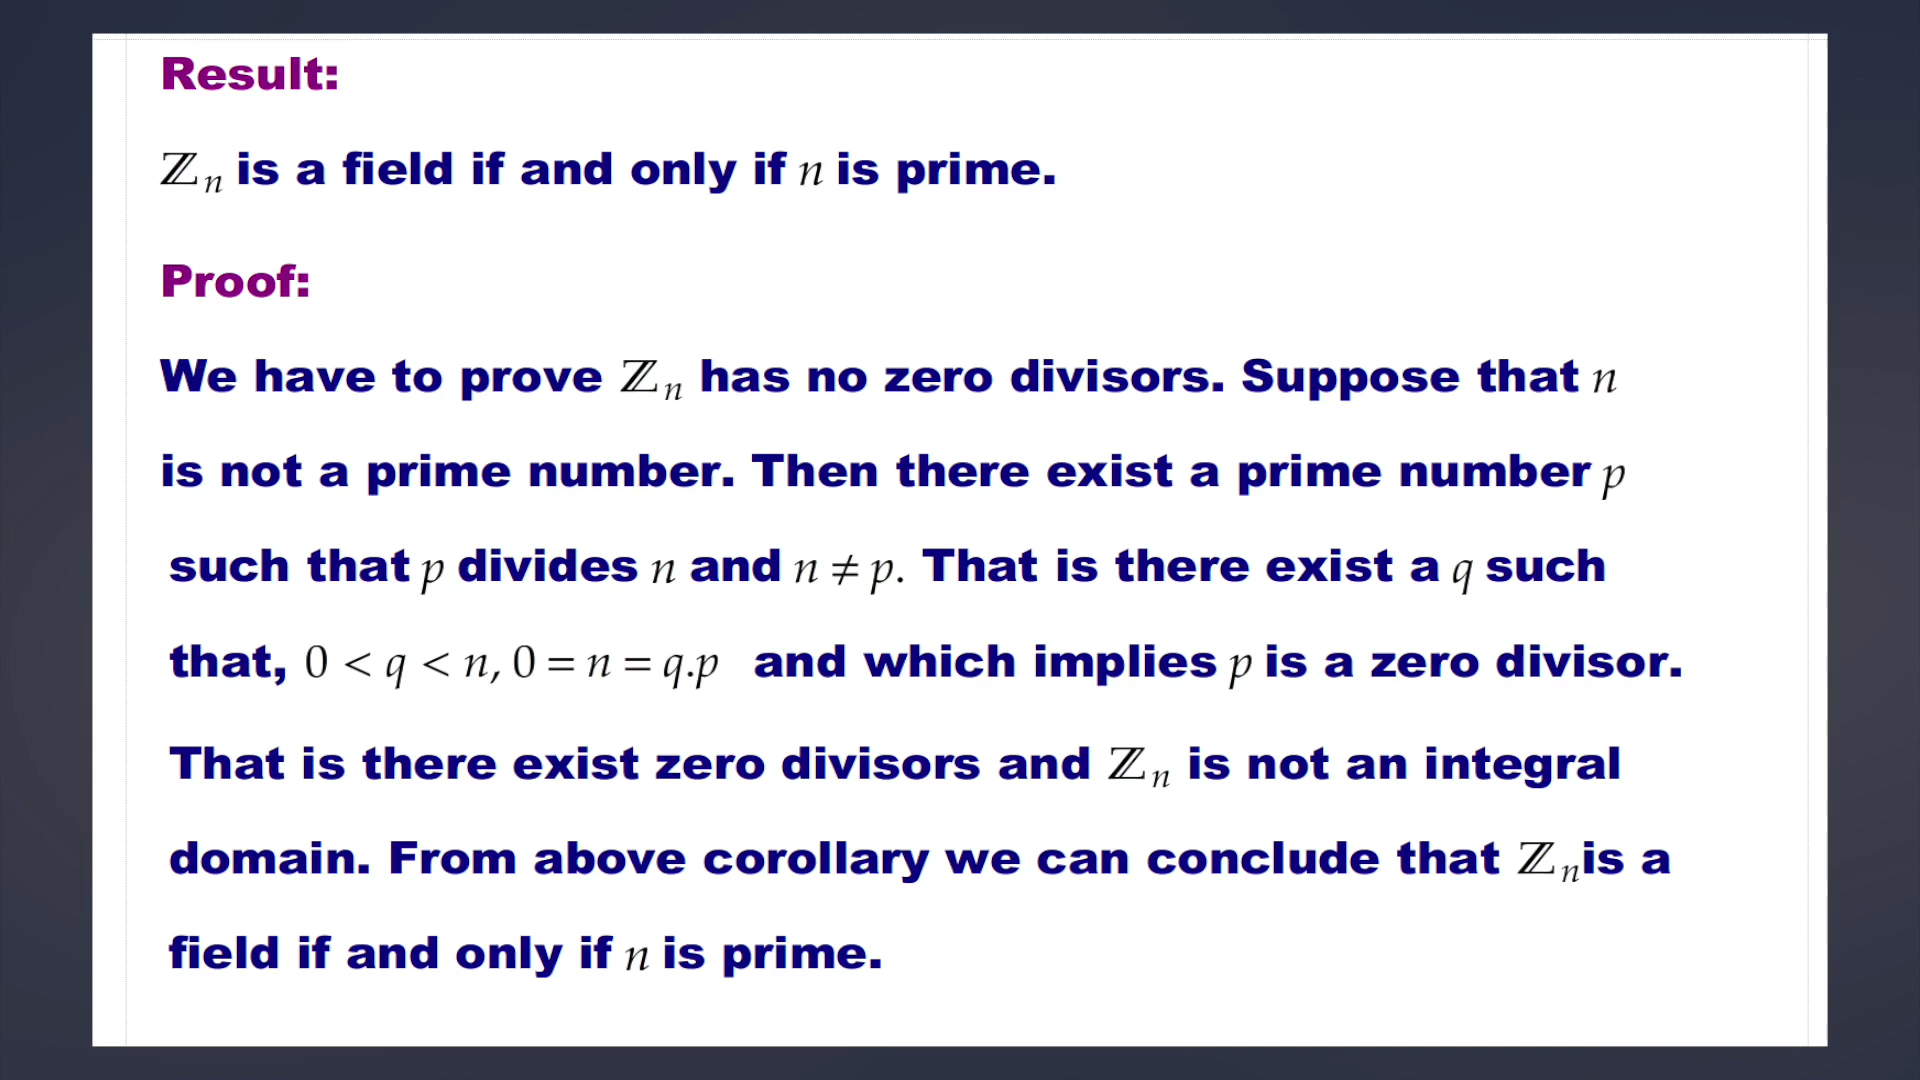 Result:
ℤₙ is a field if and only if n is prime.
Proof:
We have to prove ℤₙ has no zero divisors. Suppose that n
is not a prime number. Then there exist a prime number p
such that p divides n and n ≠ p. That is there exist a q such
that, 0 < q < n, 0 = n = q.p and which implies p is a zero divisor.
That is there exist zero divisors and ℤₙ is not an integral
domain. From above corollary we can conclude that ℤₙis a
field if and only if n is prime.